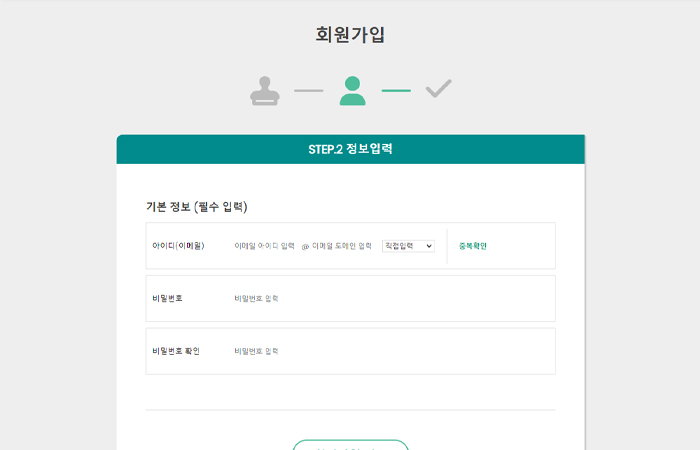 회원가입
STEP.2 정보입력
기본 정보 (필수 입력)
아이디(이메일) 이메일 아이디 입력 @ 이메일 도메인 입력 직접입력 중복확인
비밀번호 비밀번호 입력
비밀번호 확인 비밀번호 입력